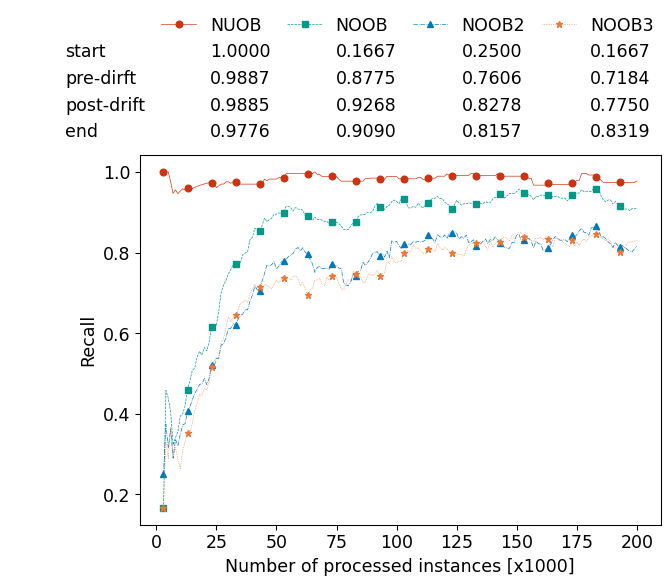 NUOB NOOB NOOB2 NOOB3
start 1.0000 0.1667 0.2500 0.1667
pre-dirft 0.9887 0.8775 0.7606 0.7184
post-drift 0.9885 0.9268 0.8278 0.7750
end 0.9776 0.9090 0.8157 0.8319
1.0
0.8
0.6
0.4
0.2
Recall
0 25 50 75 100 125 150 175 200
Number of processed instances [x1000]